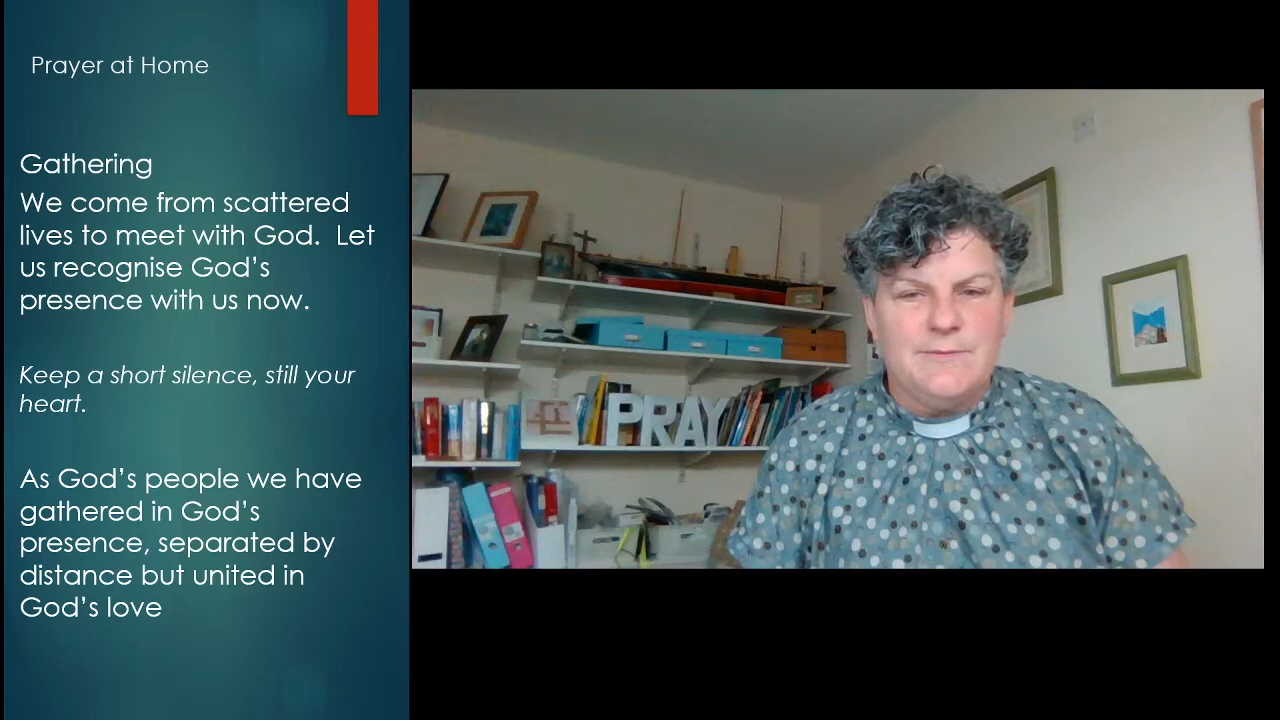 Prayer at Home
Gathering
We come from scattered
lives to meet with God.  Let
us recognise God's
presence with us now.
Keep a short silence, still your
heart.
As God's people we have
gathered in God's
presence, separated by
distance but united in
God's love
PRAY